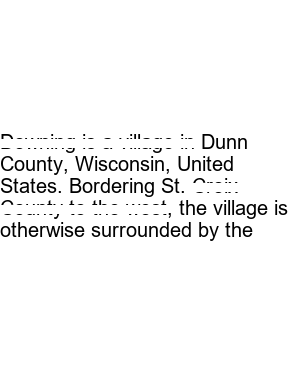 Downing is a village in Dunn
County, Wisconsin, United
States. Bordering St. Croix
County to the west, the village is
otherwise surrounded by the